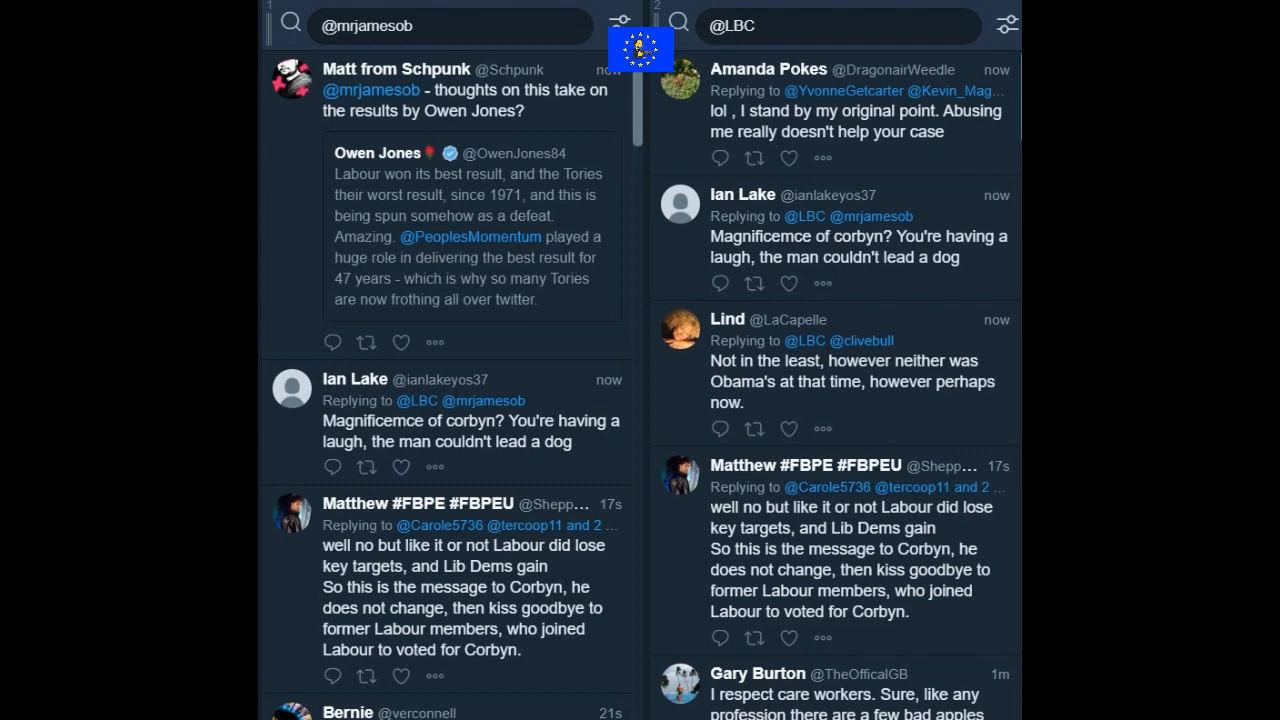 1
@mrjamesob
Matt from Schpunk @Schpunk now
@mrjamesob - thoughts on this take on
the results by Owen Jones?
Owen Jones🌹 @OwenJones84
Labour won its best result, and the Tories
their worst result, since 1971, and this is
being spun somehow as a defeat.
Amazing. @PeoplesMomentum played a
huge role in delivering the best result for
47 years - which is why so many Tories
are now frothing all over twitter.
Ian Lake @ianlakeyos37 now
Replying to @LBC @mrjamesob
Magnificemce of corbyn? You're having a
laugh, the man couldn't lead a dog
Matthew #FBPE #FBPEU @Shepp... 17s
Replying to @Carole5736 @tercoop11 and 2 ...
well no but like it or not Labour did lose
key targets, and Lib Dems gain
So this is the message to Corbyn, he
does not change, then kiss goodbye to
former Labour members, who joined
Labour to voted for Corbyn.
Bernie @verconnell 21s
2
@LBC
Amanda Pokes @DragonairWeedle now
Replying to @YvonneGetcarter @Kevin_Mag...
lol , I stand by my original point. Abusing
me really doesn't help your case
Ian Lake @ianlakeyos37 now
Replying to @LBC @mrjamesob
Magnificemce of corbyn? You're having a
laugh, the man couldn't lead a dog
Lind @LaCapelle now
Replying to @LBC @clivebull
Not in the least, however neither was
Obama's at that time, however perhaps
now.
Matthew #FBPE #FBPEU @Shepp... 17s
Replying to @Carole5736 @tercoop11 and 2 ...
well no but like it or not Labour did lose
key targets, and Lib Dems gain
So this is the message to Corbyn, he
does not change, then kiss goodbye to
former Labour members, who joined
Labour to voted for Corbyn.
Gary Burton @TheOfficalGB 1m
I respect care workers. Sure, like any
profession there are a few bad apples